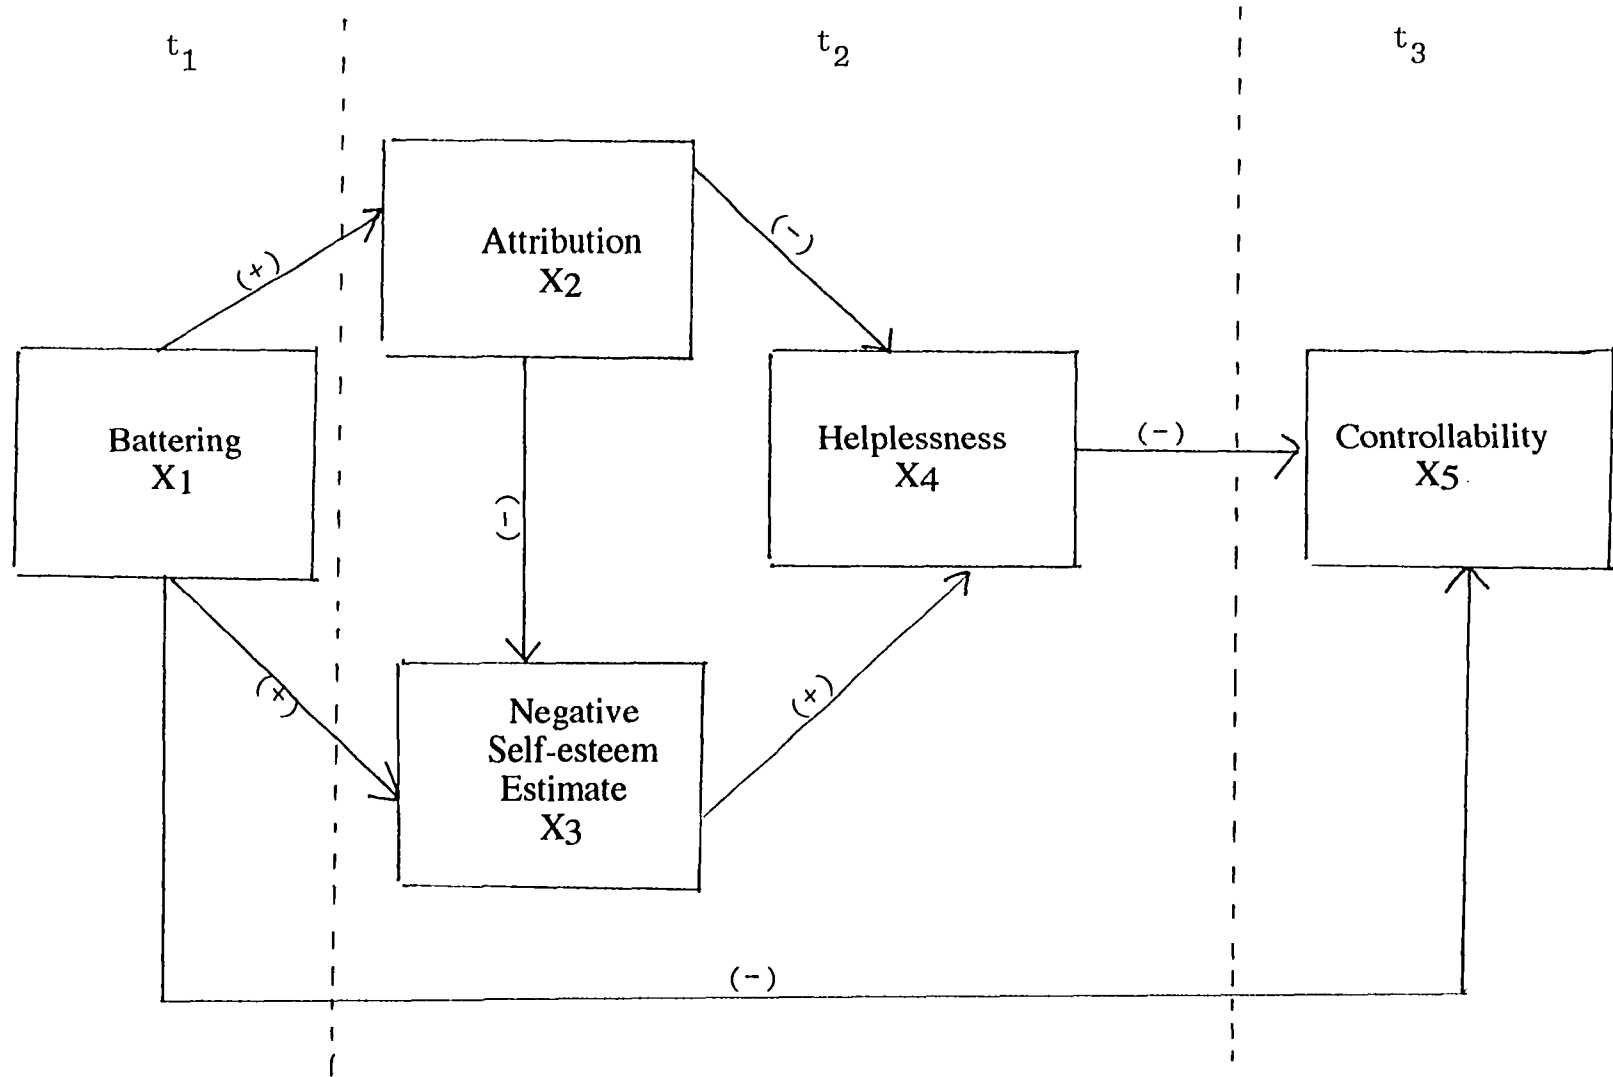 t1
t2
t3
Attribution
X2
(-)
(+)
Battering
X1
Helplessness
X4
(-)
Controllability
X5
(-)
(+)
Negative
Self-esteem
Estimate
X3
(+)
(-)